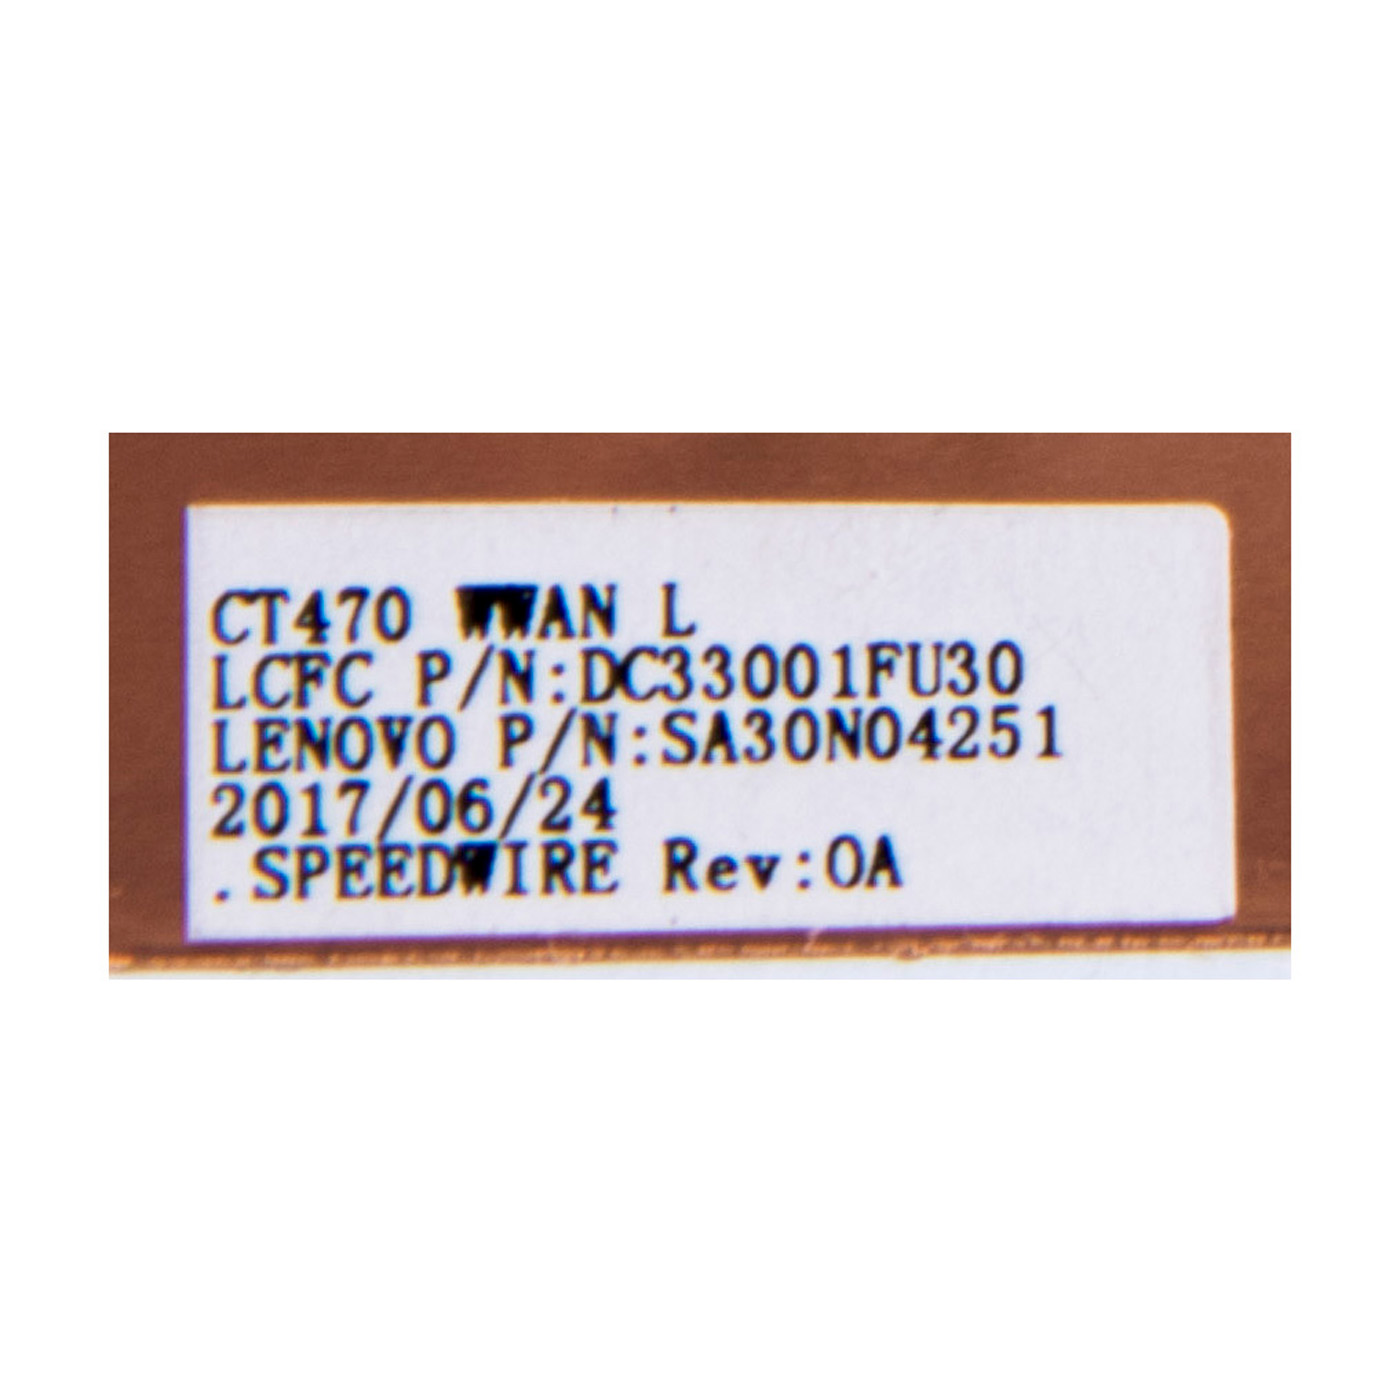 CT470 WWAN L
LCFC P/N:DC33001FU30
LENOVO P/N:SA30N04251
2017/06/24
.SPEEDWIRE Rev:0A